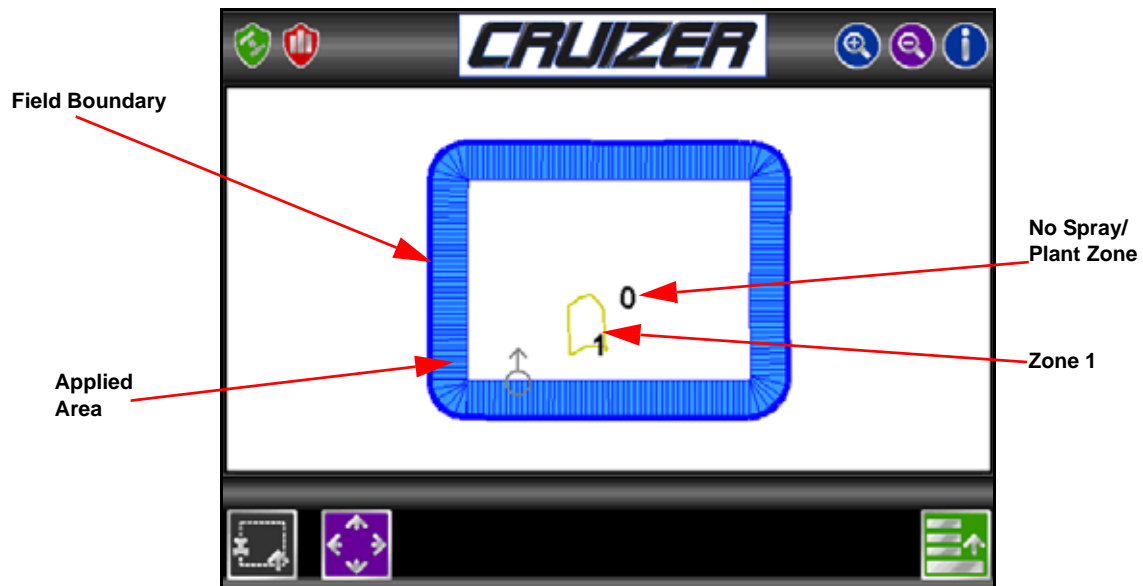 CRUIZER
Field Boundary
No Spray/
Plant Zone
0
1
Zone 1
Applied
Area